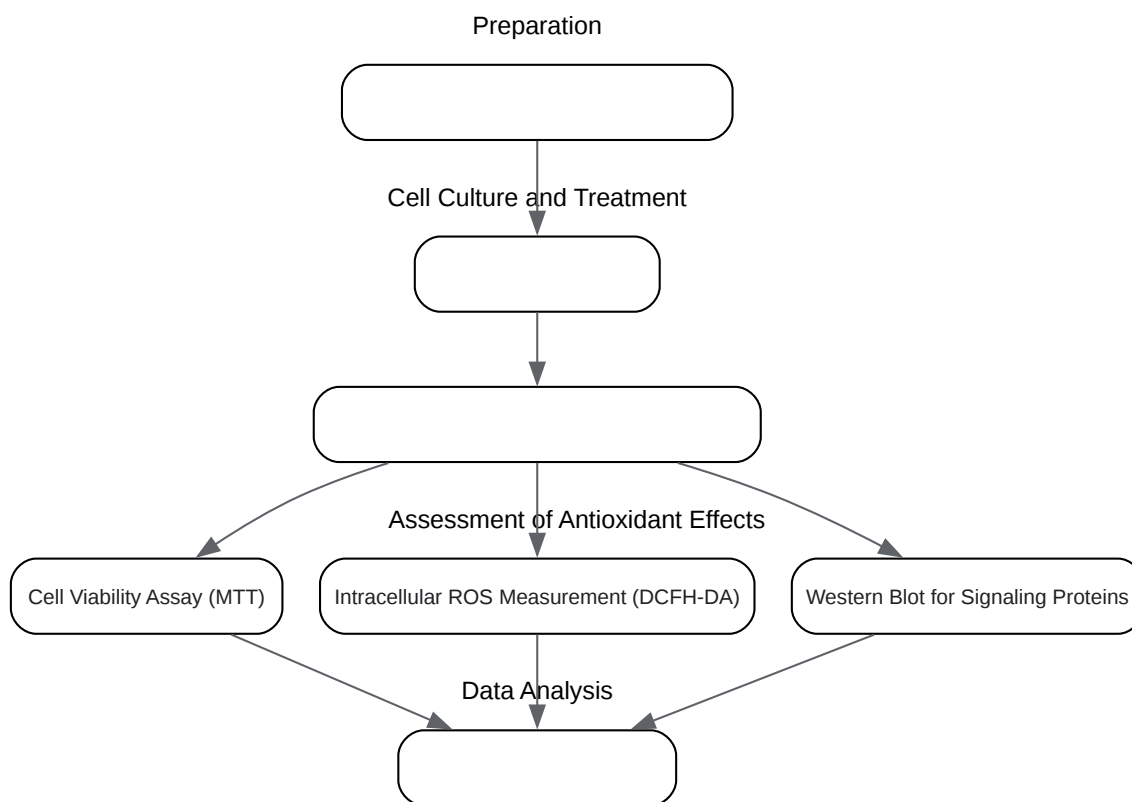 Preparation
Cell Culture and Treatment
Assessment of Antioxidant Effects
Cell Viability Assay (MTT)
Intracellular ROS Measurement (DCFH-DA)
Western Blot for Signaling Proteins
Data Analysis